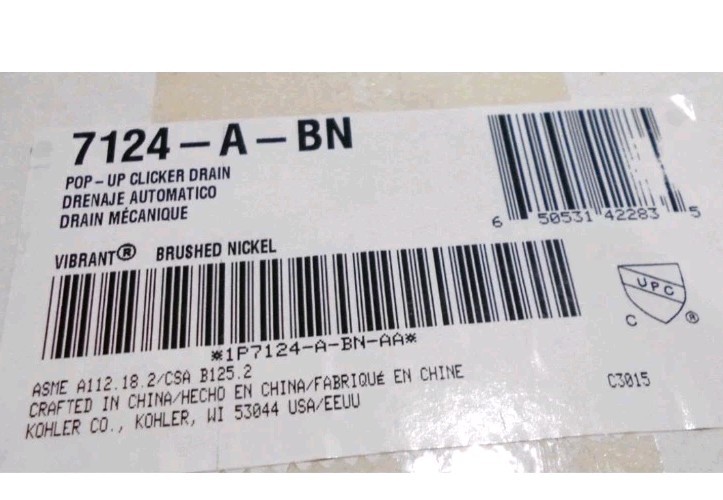 7124-A-BN
POP-UP CLICKER DRAIN
DRENAJE AUTOMATICO
DRAIN MÉCANIQUE
VIBRANT® BRUSHED NICKEL
6 50531 42283 5
*1P7124-A-BN-AA*
UPC
C ®
ASME A112.18.2/CSA B125.2
CRAFTED IN CHINA/HECHO EN CHINA/FABRIQUÉ EN CHINE
KOHLER CO., KOHLER, WI 53044 USA/EEUU
C3015